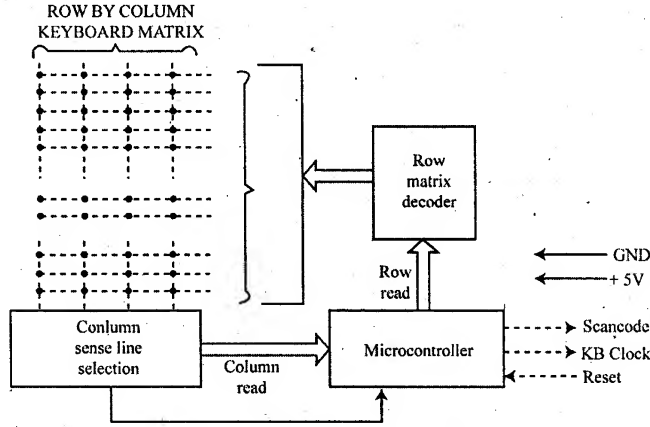 ROW BY COLUMN
KEYBOARD MATRIX
Row
matrix
decoder
GND
+ 5V
Row
read
Conlumn
sense line
selection
Column
read
Microcontroller
Scancode
KB Clock
Reset